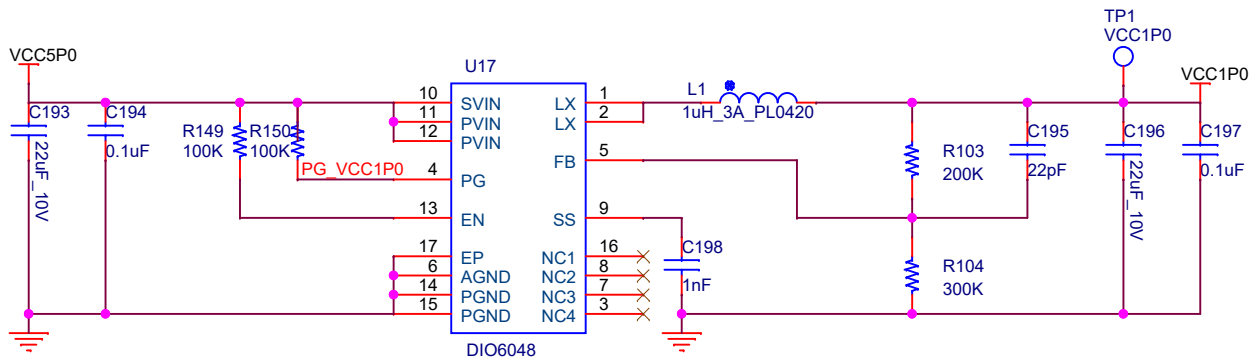 TP1
VCC1P0
VCC5P0
U17
VCC1P0
C193
22uF_10V
C194
0.1uF
R149
100K
R150
100K
PG_VCC1P0
10
SVIN
11
PVIN
12
PVIN
4
PG
13
EN
17
EP
6
AGND
14
PGND
15
PGND
LX
1
LX
2
FB
5
SS
9
NC1
16
NC2
8
NC3
7
NC4
3
DIO6048
L1
1uH_3A_PL0420
R103
200K
C195
22pF
C196
22uF_10V
C197
0.1uF
C198
1nF
R104
300K